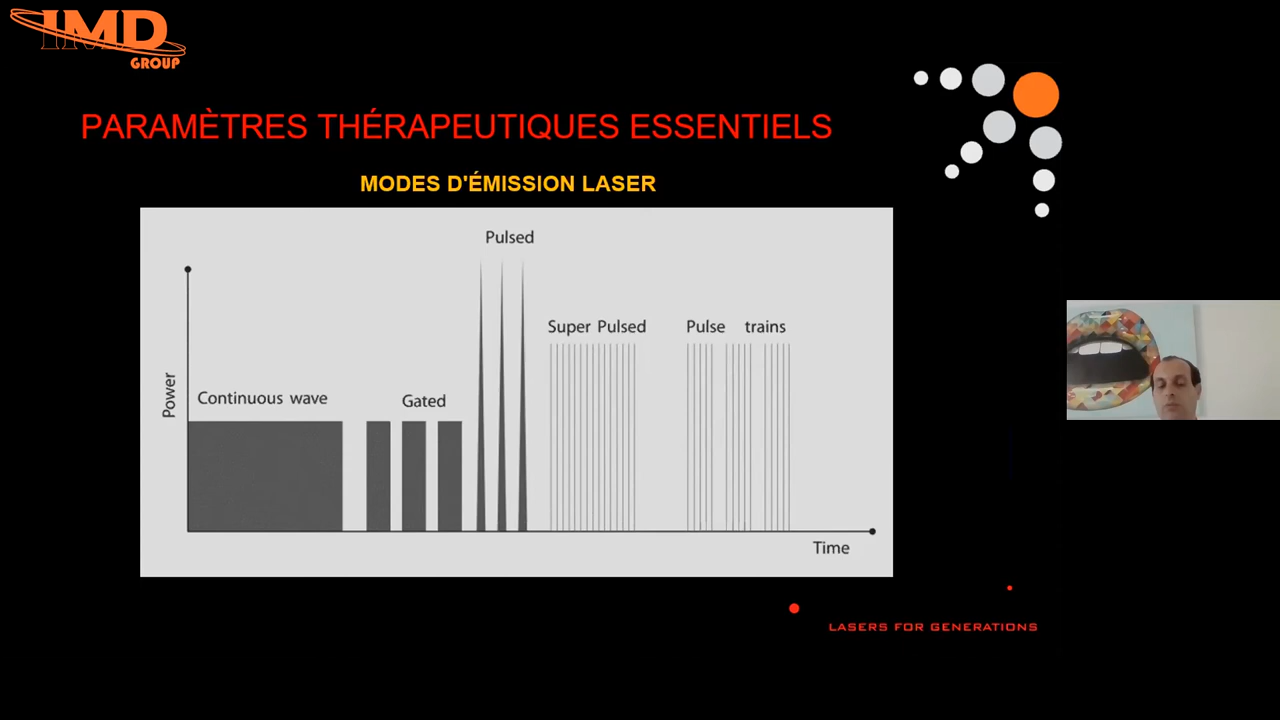 IMD
GROUP
PARAMÈTRES THÉRAPEUTIQUES ESSENTIELS
MODES D'ÉMISSION LASER
Pulsed
Super Pulsed
Pulse trains
Continuous wave
Gated
Power
Time
LASERS FOR GENERATIONS